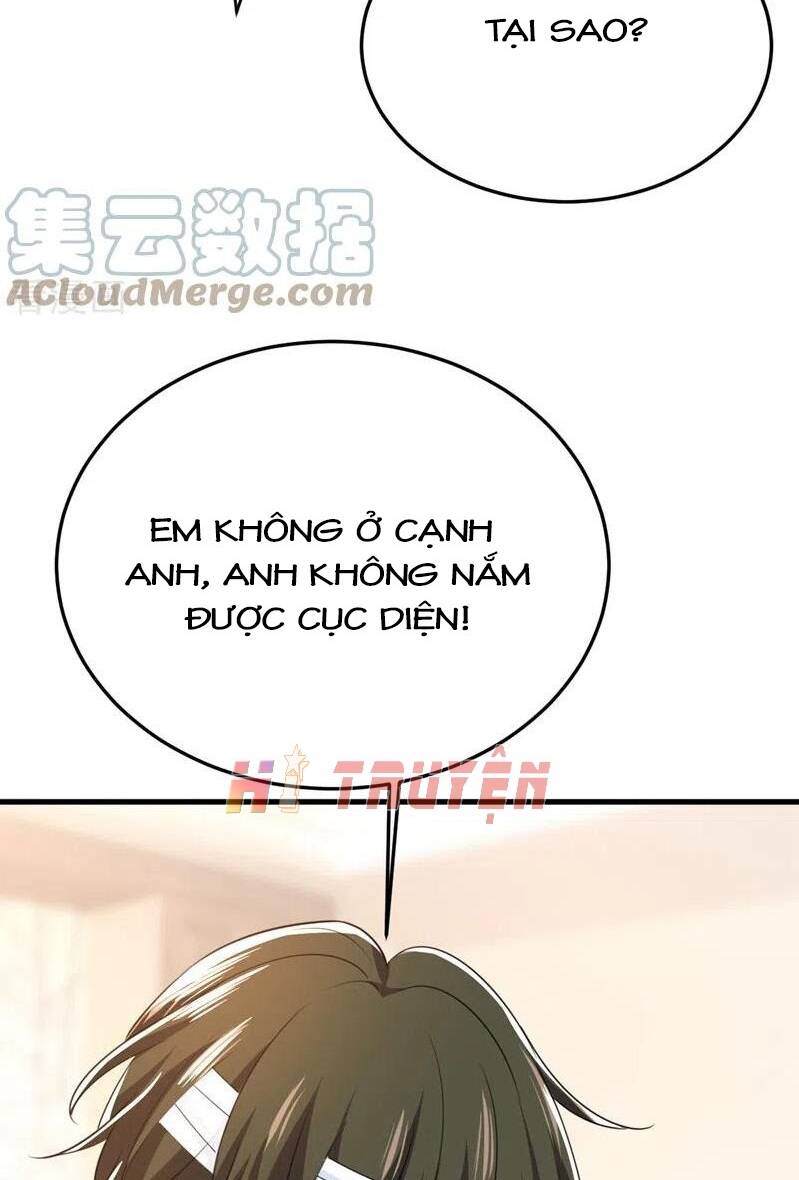 TẠI SAO?
集云数据
ACloudMerge.com
EM KHÔNG Ở CẠNH
ANH, ANH KHÔNG NẮM
ĐƯỢC CỤC DIỆN!
HI TRUYỆN